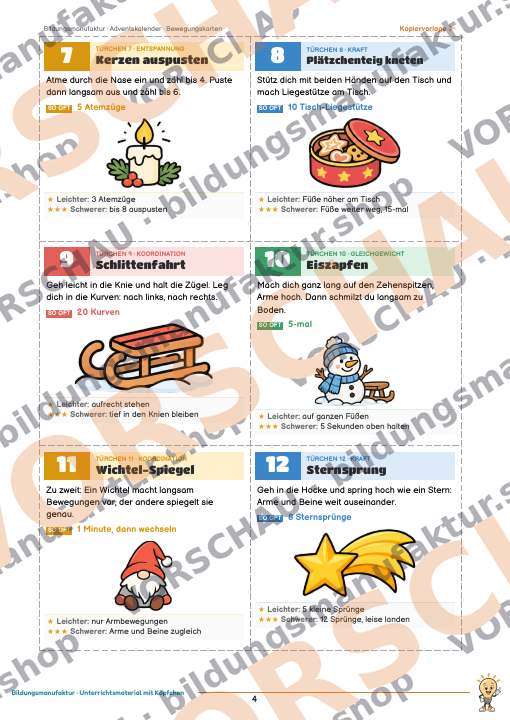 Bildungsmanufaktur · Adventskalender · Bewegungskarten
Kopiervorlage
7
TÜRCHEN 7 · ENTSPANNUNG
Kerzen auspusten
Atme durch die Nase ein und zähl bis 4. Puste
dann langsam aus und zähl bis 6.
SO OFT 5 Atemzüge
★ Leichter: 3 Atemzüge
★★★ Schwerer: bis 8 auspusten
8
TÜRCHEN 8 · KRAFT
Plätzchenteig kneten
Stütz dich mit beiden Händen auf den Tisch und
mach Liegestütze am Tisch.
SO OFT 10 Tisch-Liegestütze
★ Leichter: Füße näher am Tisch
★★★ Schwerer: Füße weiter weg, 15-mal
9
TÜRCHEN 9 · KOORDINATION
Schlittenfahrt
Geh leicht in die Knie und halt die Zügel. Leg
dich in die Kurven: nach links, nach rechts.
SO OFT 20 Kurven
★ Leichter: aufrecht stehen
★★★ Schwerer: tief in den Knien bleiben
10
TÜRCHEN 10 · GLEICHGEWICHT
Eiszapfen
Mach dich ganz lang auf den Zehenspitzen,
Arme hoch. Dann schmilzt du langsam zu
Boden.
SO OFT 5-mal
★ Leichter: auf ganzen Füßen
★★★ Schwerer: 5 Sekunden oben halten
11
TÜRCHEN 11 · KOORDINATION
Wichtel-Spiegel
Zu zweit: Ein Wichtel macht langsam
Bewegungen vor, der andere spiegelt sie
genau.
SO OFT 1 Minute, dann wechseln
★ Leichter: nur Armbewegungen
★★★ Schwerer: Arme und Beine zugleich
12
TÜRCHEN 12 · KRAFT
Sternsprung
Geh in die Hocke und spring hoch wie ein Stern:
Arme und Beine weit auseinander.
SO OFT 8 Sternsprünge
★ Leichter: 5 kleine Sprünge
★★★ Schwerer: 12 Sprünge, leise landen
Bildungsmanufaktur · Unterrichtsmaterial mit Köpfchen
4
VORSCHAU · bildungsmanufaktur.shop
VORSCHAU